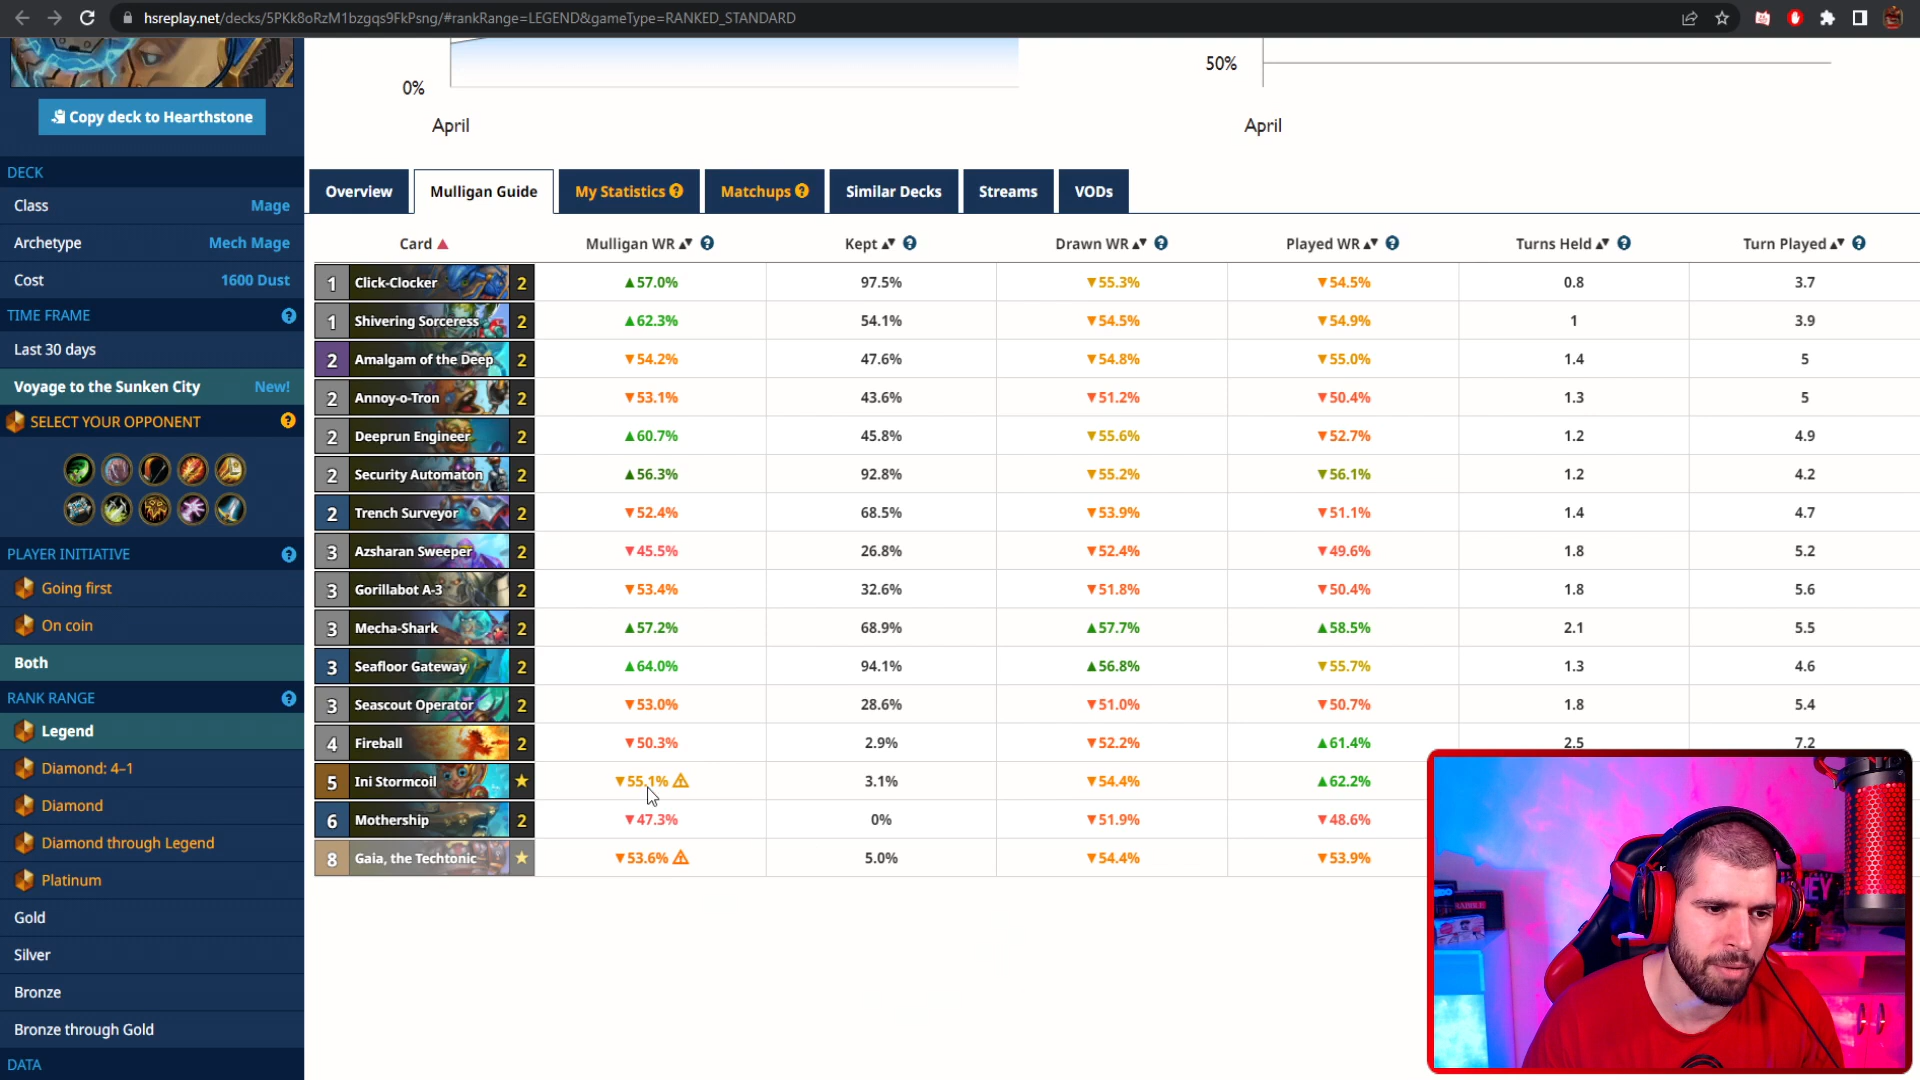 hsreplay.net/decks/5PKk8oRzM1bzgqs9FkPsng/#rankRange=LEGEND&gameType=RANKED_STANDARD
Copy deck to Hearthstone
DECK
Class Mage
Archetype Mech Mage
Cost 1600 Dust
TIME FRAME ?
Last 30 days
Voyage to the Sunken City New!
SELECT YOUR OPPONENT ?
PLAYER INITIATIVE ?
Going first
On coin
Both
RANK RANGE ?
Legend
Diamond: 4–1
Diamond
Diamond through Legend
Platinum
Gold
Silver
Bronze
Bronze through Gold
DATA
0%
April
50%
April
Overview Mulligan Guide My Statistics ? Matchups ? Similar Decks Streams VODs
Card ▲ Mulligan WR ▲▼ ? Kept ▲▼ ? Drawn WR ▲▼ ? Played WR ▲▼ ? Turns Held ▲▼ ? Turn Played ▲▼ ?
1 Click-Clocker 2 ▲57.0% 97.5% ▼55.3% ▼54.5% 0.8 3.7
1 Shivering Sorceress 2 ▲62.3% 54.1% ▼54.5% ▼54.9% 1 3.9
2 Amalgam of the Deep 2 ▼54.2% 47.6% ▼54.8% ▼55.0% 1.4 5
2 Annoy-o-Tron 2 ▼53.1% 43.6% ▼51.2% ▼50.4% 1.3 5
2 Deeprun Engineer 2 ▲60.7% 45.8% ▼55.6% ▼52.7% 1.2 4.9
2 Security Automaton 2 ▲56.3% 92.8% ▼55.2% ▼56.1% 1.2 4.2
2 Trench Surveyor 2 ▼52.4% 68.5% ▼53.9% ▼51.1% 1.4 4.7
3 Azsharan Sweeper 2 ▼45.5% 26.8% ▼52.4% ▼49.6% 1.8 5.2
3 Gorillabot A-3 2 ▼53.4% 32.6% ▼51.8% ▼50.4% 1.8 5.6
3 Mecha-Shark 2 ▲57.2% 68.9% ▲57.7% ▲58.5% 2.1 5.5
3 Seafloor Gateway 2 ▲64.0% 94.1% ▲56.8% ▼55.7% 1.3 4.6
3 Seascout Operator 2 ▼53.0% 28.6% ▼51.0% ▼50.7% 1.8 5.4
4 Fireball 2 ▼50.3% 2.9% ▼52.2% ▲61.4% 2.5 7.2
5 Ini Stormcoil ★ ▼55.1% 3.1% ▼54.4% ▲62.2%
6 Mothership 2 ▼47.3% 0% ▼51.9% ▼48.6%
8 Gaia, the Techtonic ★ ▼53.6% 5.0% ▼54.4% ▼53.9%